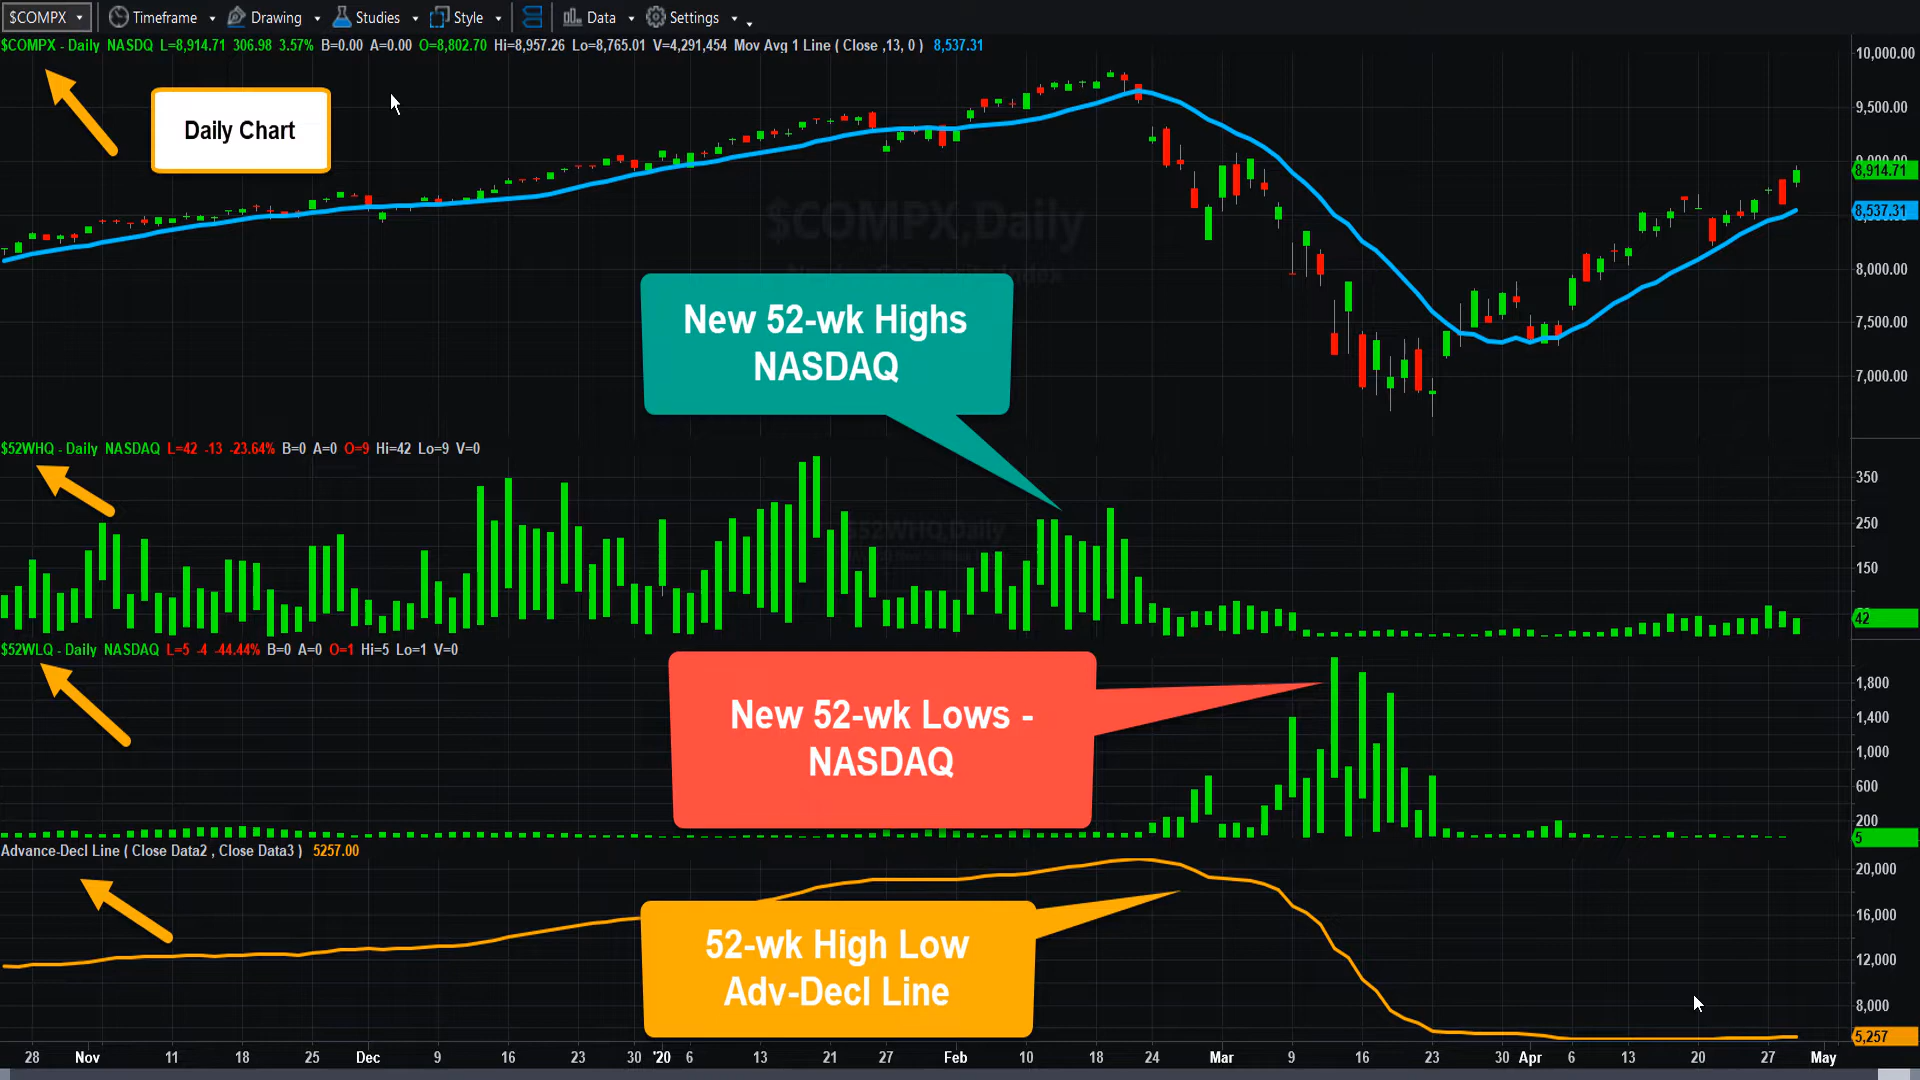 $COMPX Timeframe Drawing Studies Style Data Settings
$COMPX - Daily NASDQ L=8,914.71 306.98 3.57% B=0.00 A=0.00 O=8,802.70 Hi=8,957.26 Lo=8,765.01 V=4,291,454 Mov Avg 1 Line ( Close ,13, 0 ) 8,537.31
10,000.00
Daily Chart
9,500.00
9,000.00
8,914.71
8,537.31
$COMPX,Daily
8,000.00
New 52-wk Highs
NASDAQ
7,500.00
7,000.00
$52WHQ - Daily NASDAQ L=42 -13 -23.64% B=0 A=0 O=9 Hi=42 Lo=9 V=0
350
250
$52WHQ,Daily
150
42
$52WLQ - Daily NASDAQ L=5 -4 -44.44% B=0 A=0 O=1 Hi=5 Lo=1 V=0
New 52-wk Lows -
NASDAQ
1,800
1,400
1,000
600
200
5
Advance-Decl Line ( Close Data2 , Close Data3 ) 5257.00
20,000
52-wk High Low
Adv-Decl Line
16,000
12,000
8,000
5,257
28 Nov 11 18 25 Dec 9 16 23 30 '20 6 13 21 27 Feb 10 18 24 Mar 9 16 23 30 Apr 6 13 20 27 May